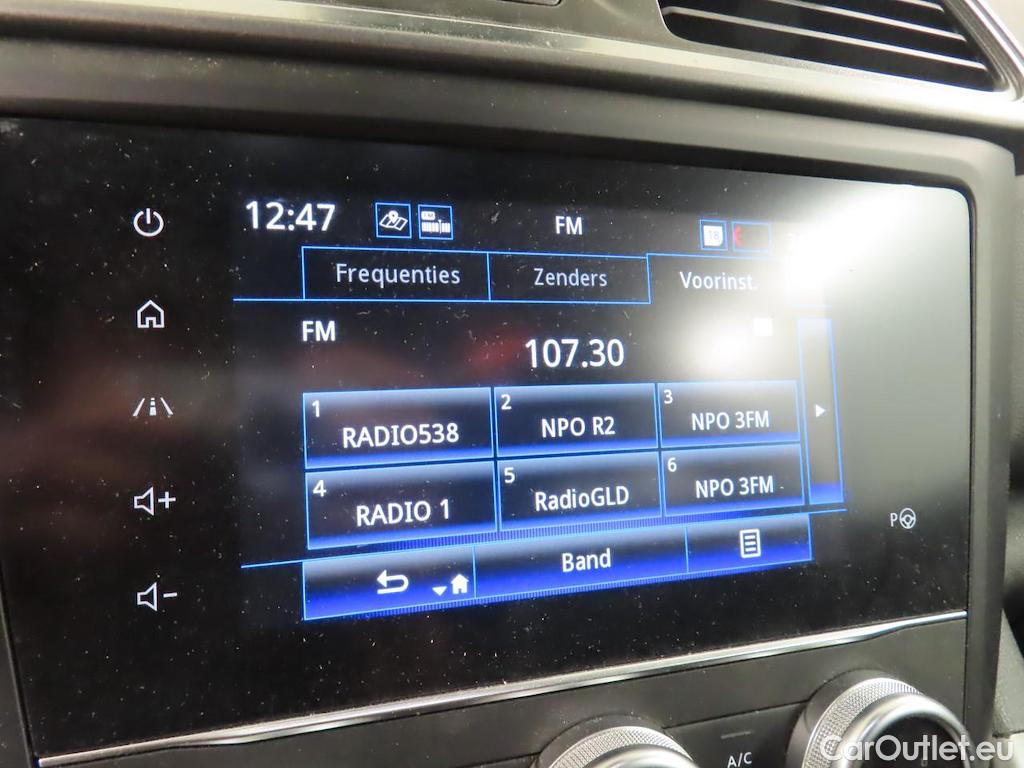 12:47 FM 18
Frequenties Zenders Voorinst.
FM
107.30
1 RADIO538 2 NPO R2 3 NPO 3FM
4 RADIO 1 5 RadioGLD 6 NPO 3FM
Band
P
A/C
CarOutlet.eu